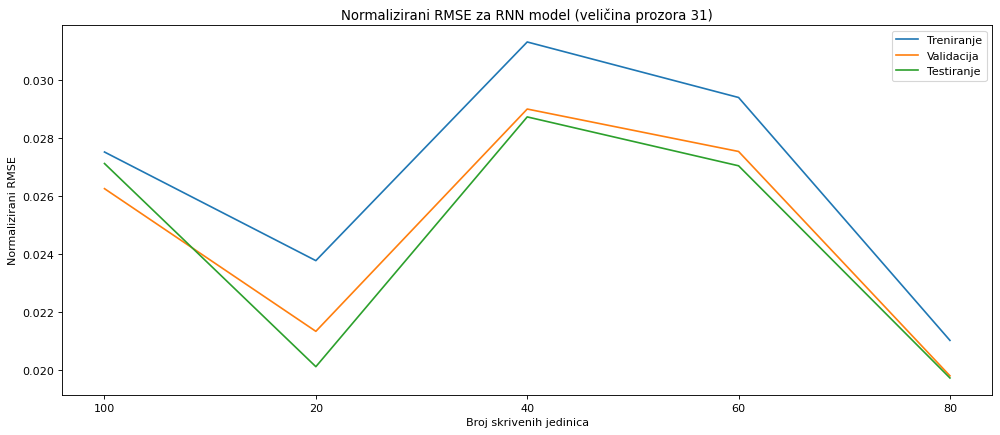 Normalizirani RMSE za RNN model (veličina prozora 31)
Treniranje
Validacija
Testiranje
Normalizirani RMSE
0.030
0.028
0.026
0.024
0.022
0.020
100 20 40 60 80
Broj skrivenih jedinica